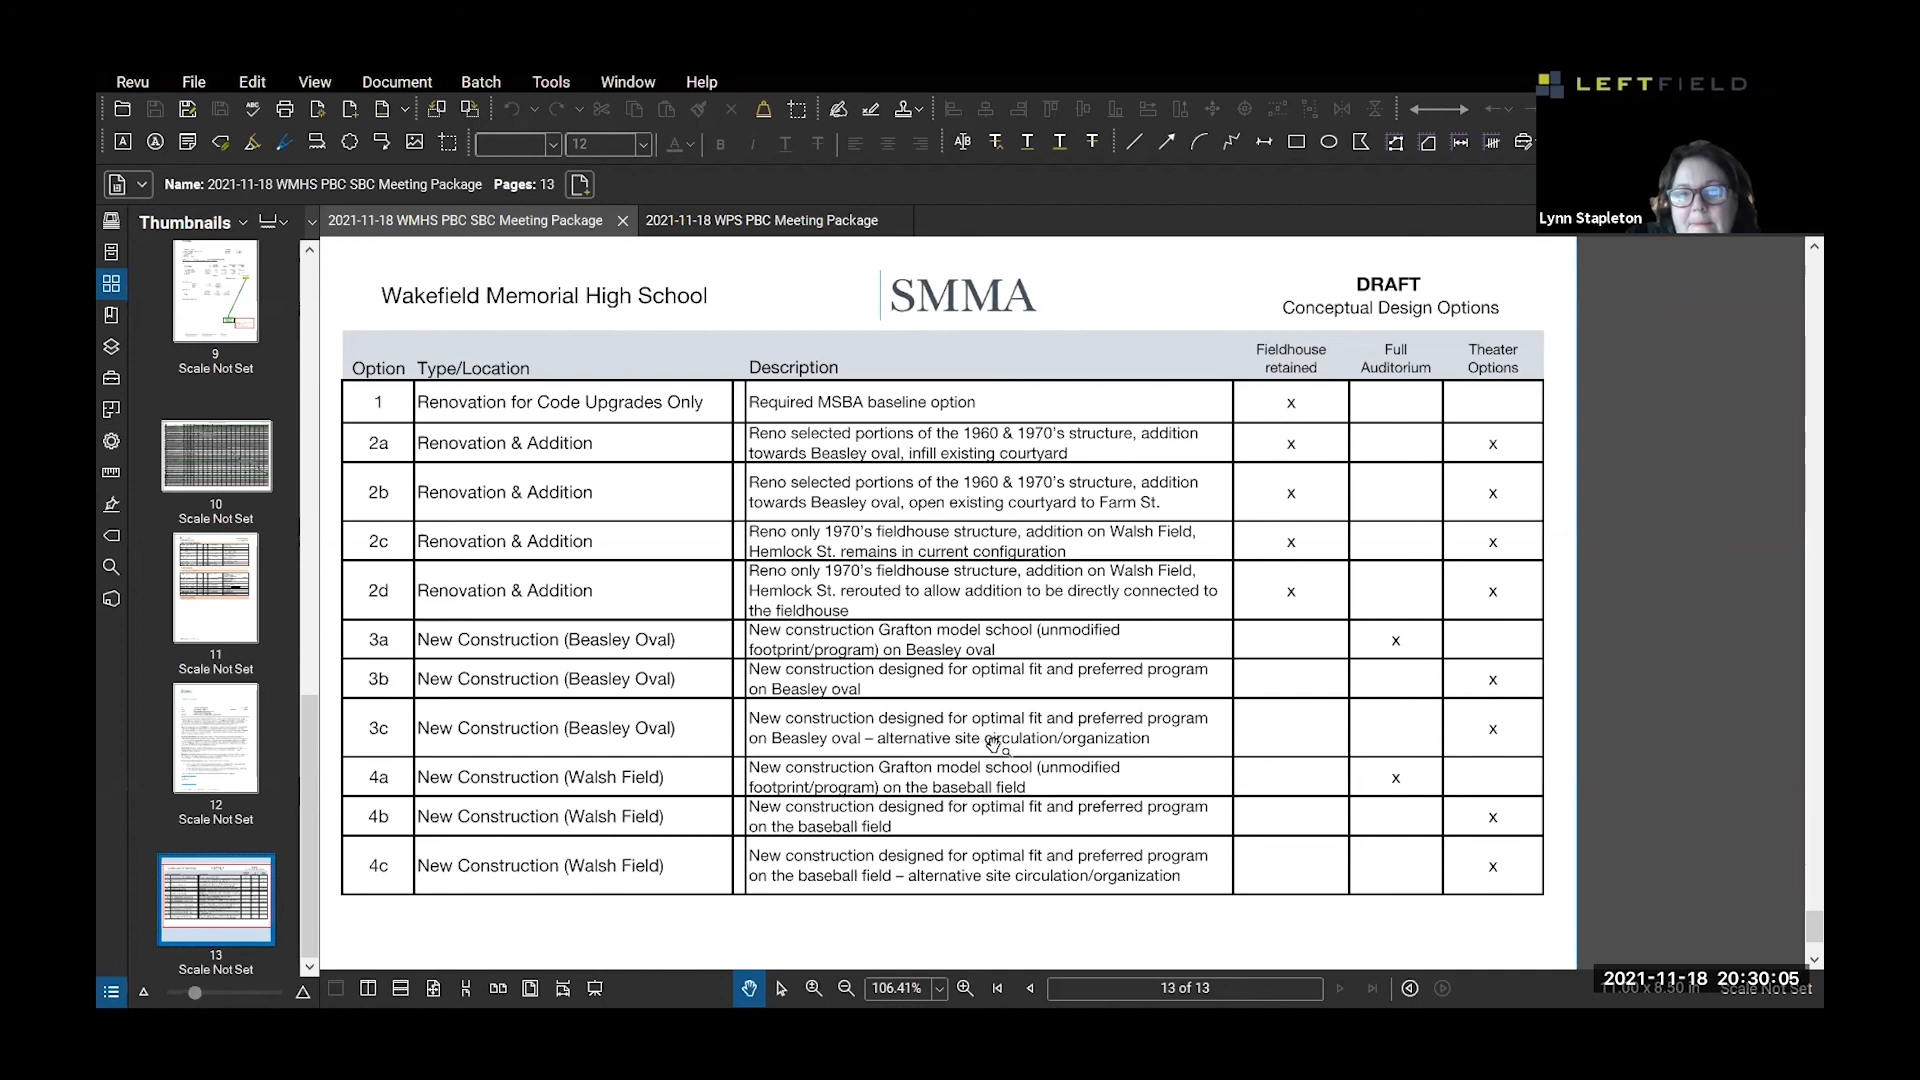 Revu File Edit View Document Batch Tools Window Help
LEFTFIELD
12
Name: 2021-11-18 WMHS PBC SBC Meeting Package Pages: 13
Lynn Stapleton
Thumbnails
2021-11-18 WMHS PBC SBC Meeting Package
2021-11-18 WPS PBC Meeting Package
9
Scale Not Set
10
Scale Not Set
11
Scale Not Set
12
Scale Not Set
13
Scale Not Set
Wakefield Memorial High School
SMMA
DRAFT
Conceptual Design Options
Option Type/Location Description Fieldhouse retained Full Auditorium Theater Options
1 Renovation for Code Upgrades Only Required MSBA baseline option x
2a Renovation & Addition Reno selected portions of the 1960 & 1970's structure, addition
towards Beasley oval, infill existing courtyard x x
2b Renovation & Addition Reno selected portions of the 1960 & 1970's structure, addition
towards Beasley oval, open existing courtyard to Farm St. x x
2c Renovation & Addition Reno only 1970's fieldhouse structure, addition on Walsh Field,
Hemlock St. remains in current configuration x x
2d Renovation & Addition Reno only 1970's fieldhouse structure, addition on Walsh Field,
Hemlock St. rerouted to allow addition to be directly connected to
the fieldhouse x x
3a New Construction (Beasley Oval) New construction Grafton model school (unmodified
footprint/program) on Beasley oval x
3b New Construction (Beasley Oval) New construction designed for optimal fit and preferred program
on Beasley oval x
3c New Construction (Beasley Oval) New construction designed for optimal fit and preferred program
on Beasley oval – alternative site circulation/organization x
4a New Construction (Walsh Field) New construction Grafton model school (unmodified
footprint/program) on the baseball field x
4b New Construction (Walsh Field) New construction designed for optimal fit and preferred program
on the baseball field x
4c New Construction (Walsh Field) New construction designed for optimal fit and preferred program
on the baseball field – alternative site circulation/organization x
106.41%
13 of 13
2021-11-18 20:30:05
11.00 x 8.50 in Scale Not Set